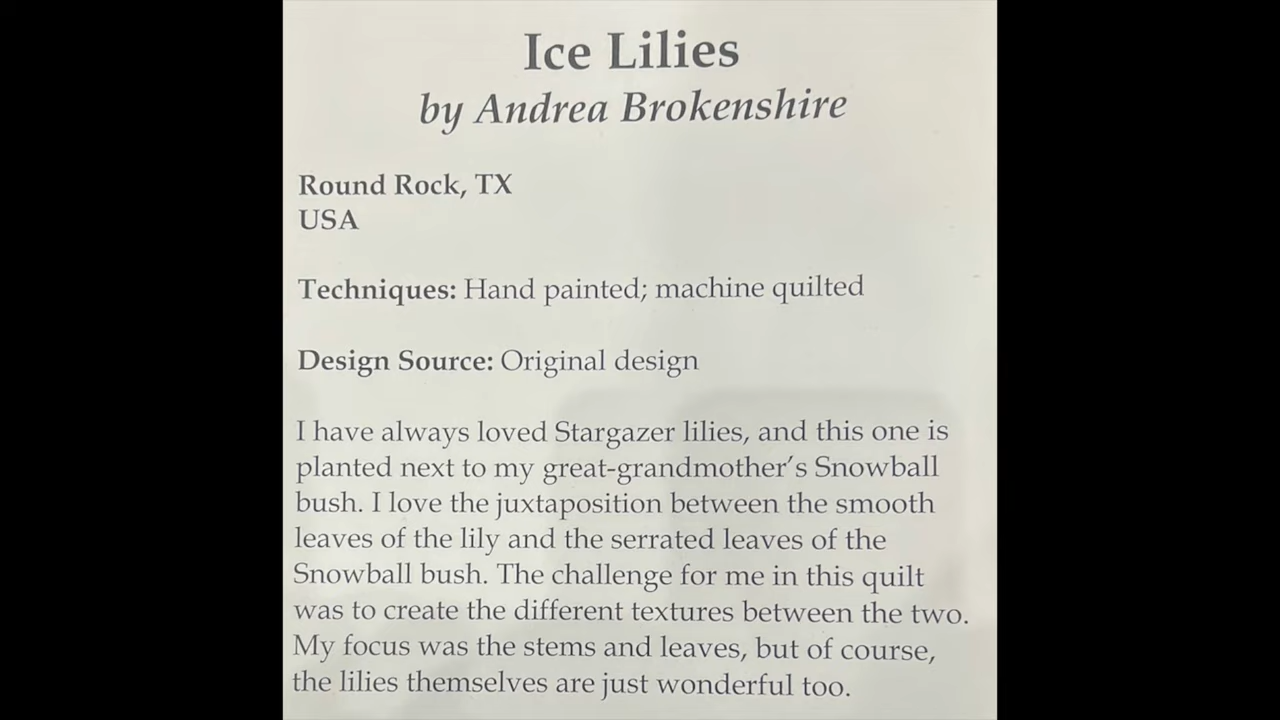 Ice Lilies
by Andrea Brokenshire
Round Rock, TX
USA
Techniques: Hand painted; machine quilted
Design Source: Original design
I have always loved Stargazer lilies, and this one is
planted next to my great-grandmother’s Snowball
bush. I love the juxtaposition between the smooth
leaves of the lily and the serrated leaves of the
Snowball bush. The challenge for me in this quilt
was to create the different textures between the two.
My focus was the stems and leaves, but of course,
the lilies themselves are just wonderful too.